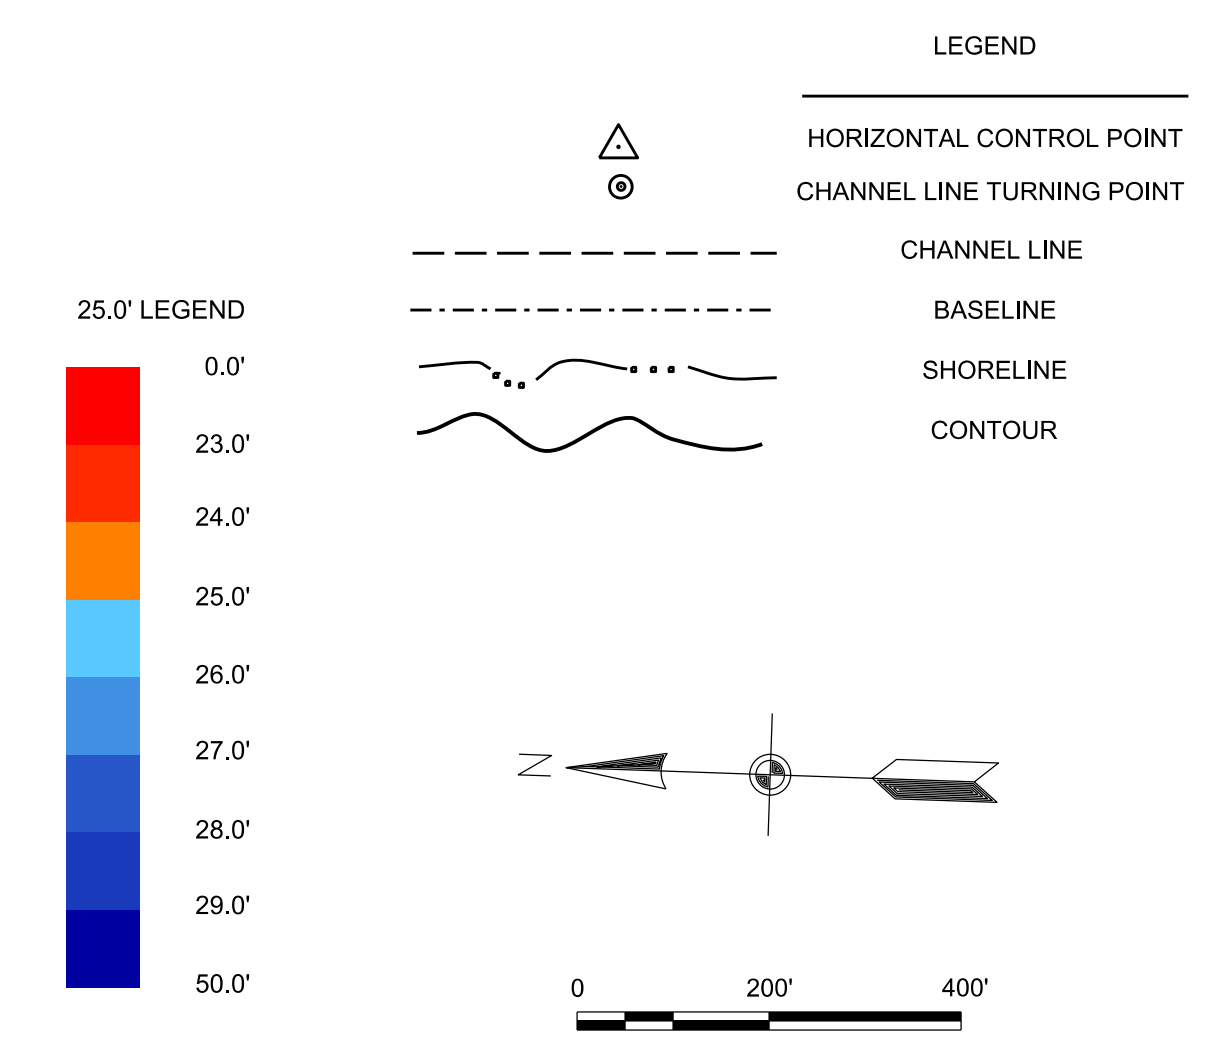 LEGEND
HORIZONTAL CONTROL POINT
CHANNEL LINE TURNING POINT
CHANNEL LINE
BASELINE
SHORELINE
CONTOUR
25.0' LEGEND
0.0'
23.0'
24.0'
25.0'
26.0'
27.0'
28.0'
29.0'
50.0'
N
0 200' 400'